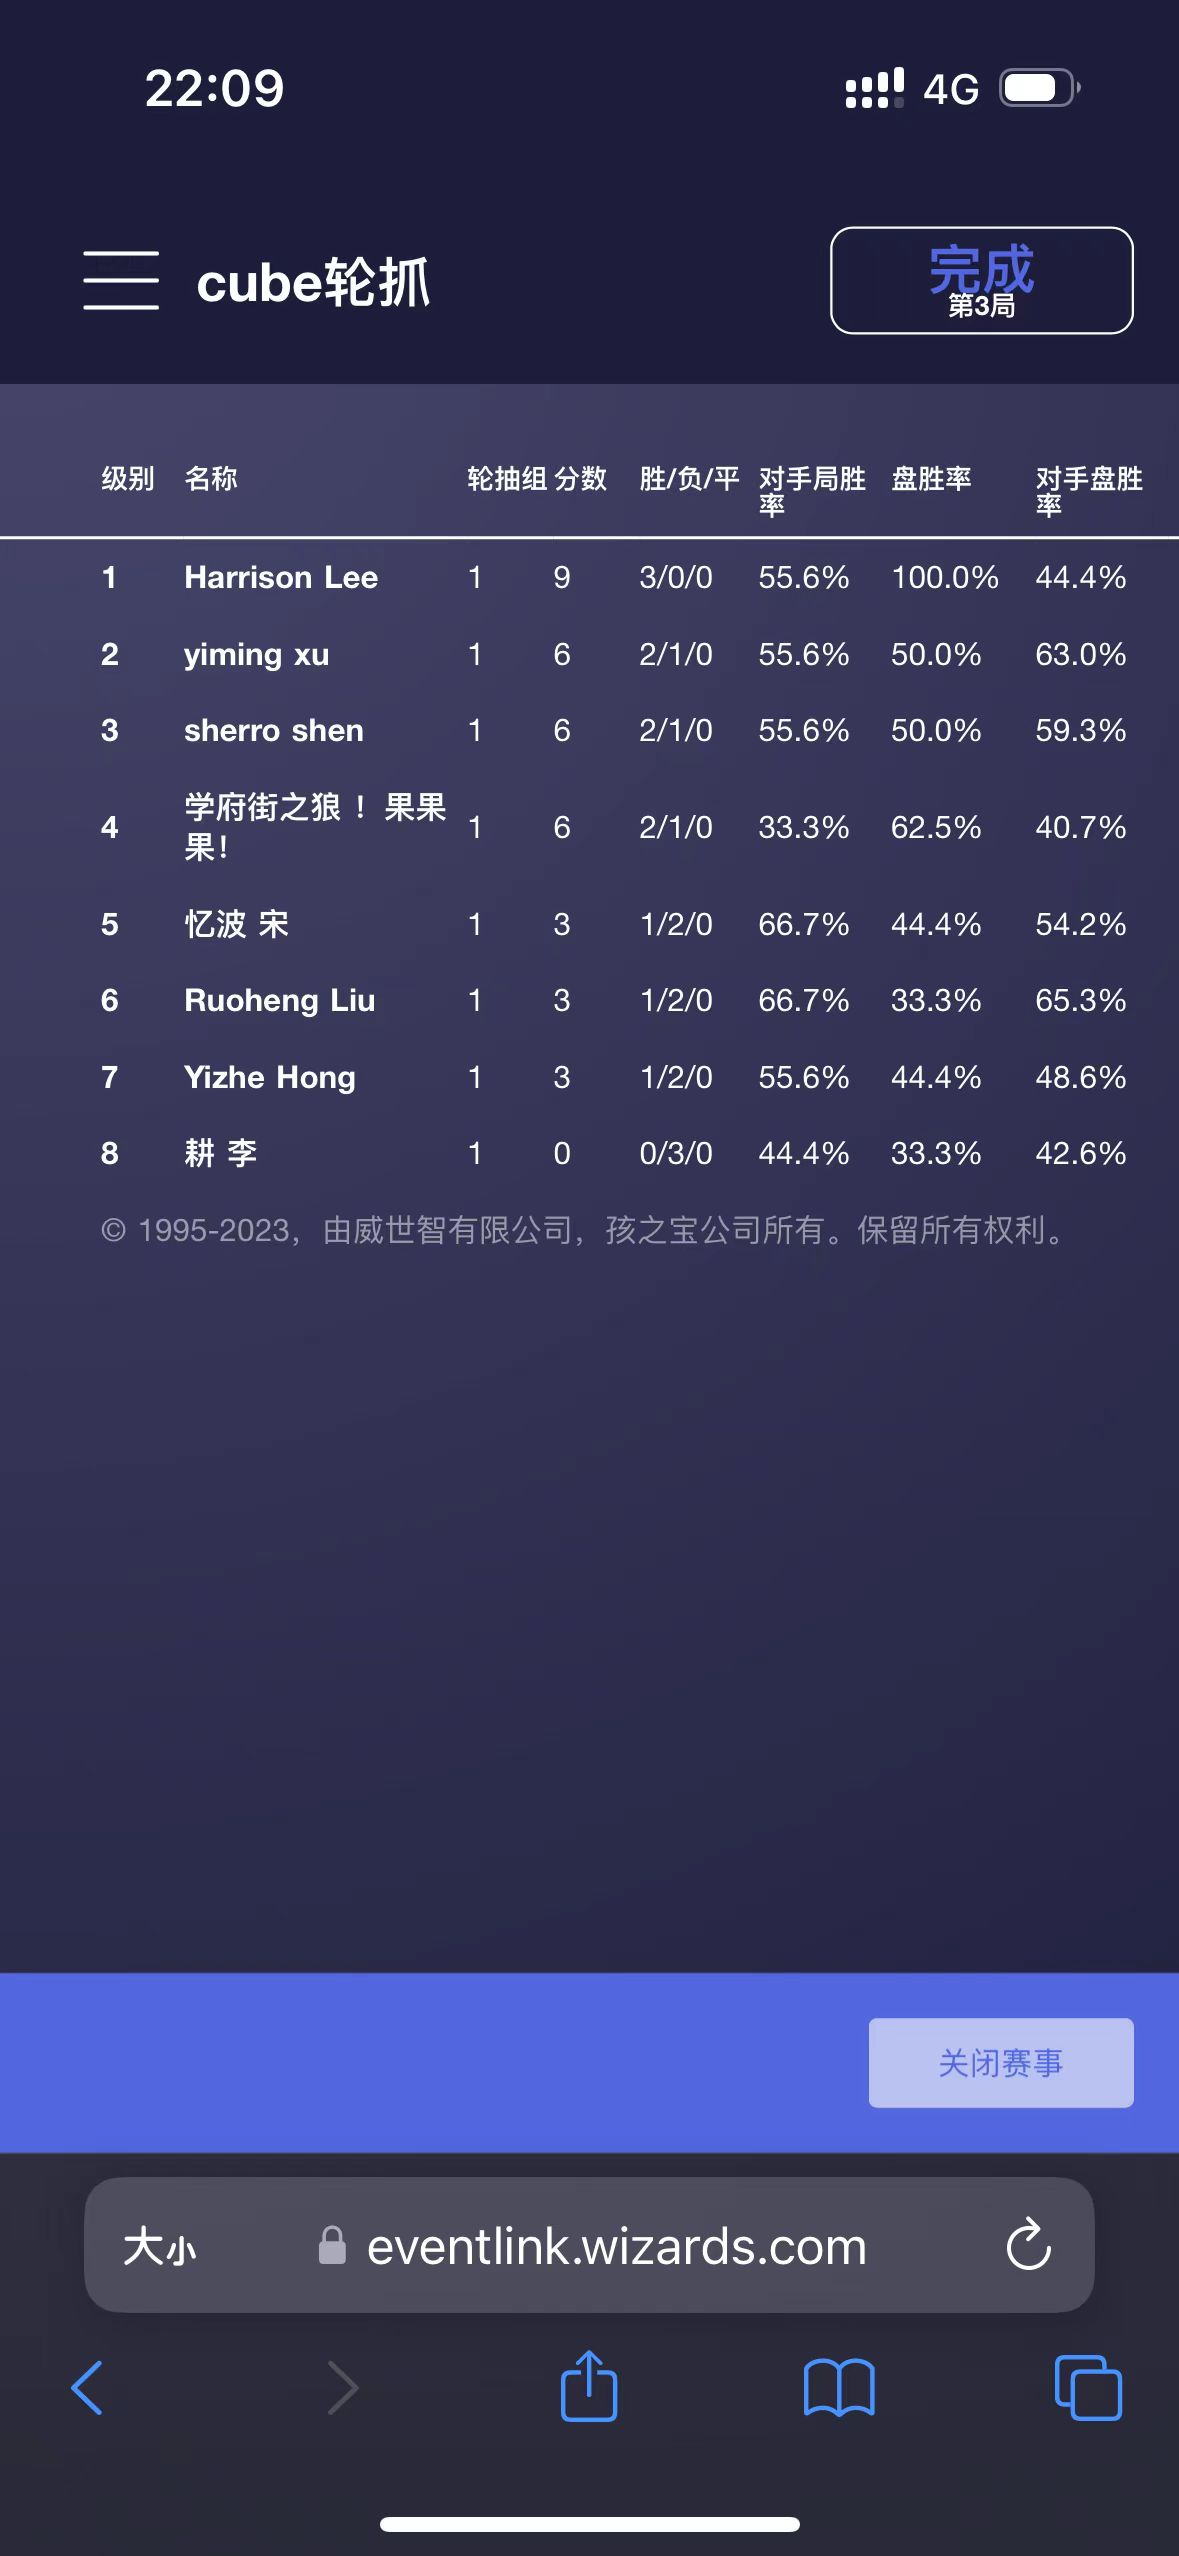 22:09 4G
cube轮抓
完成
第3局
级别 名称 轮抽组 分数 胜/负/平 对手局胜率 盘胜率 对手盘胜率
1 Harrison Lee 1 9 3/0/0 55.6% 100.0% 44.4%
2 yiming xu 1 6 2/1/0 55.6% 50.0% 63.0%
3 sherro shen 1 6 2/1/0 55.6% 50.0% 59.3%
4 学府街之狼 ！果果果！ 1 6 2/1/0 33.3% 62.5% 40.7%
5 忆波 宋 1 3 1/2/0 66.7% 44.4% 54.2%
6 Ruoheng Liu 1 3 1/2/0 66.7% 33.3% 65.3%
7 Yizhe Hong 1 3 1/2/0 55.6% 44.4% 48.6%
8 耕 李 1 0 0/3/0 44.4% 33.3% 42.6%
© 1995-2023，由威世智有限公司，孩之宝公司所有。保留所有权利。
关闭赛事
大小 eventlink.wizards.com